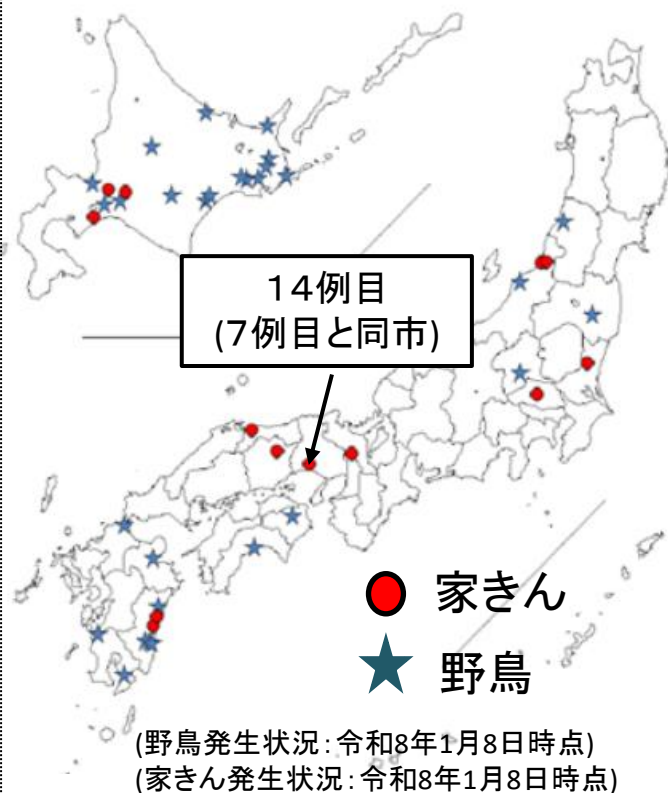 14例目
(7例目と同市)
家きん
野鳥
(野鳥発生状況:令和8年1月8日時点)
(家きん発生状況:令和8年1月8日時点)